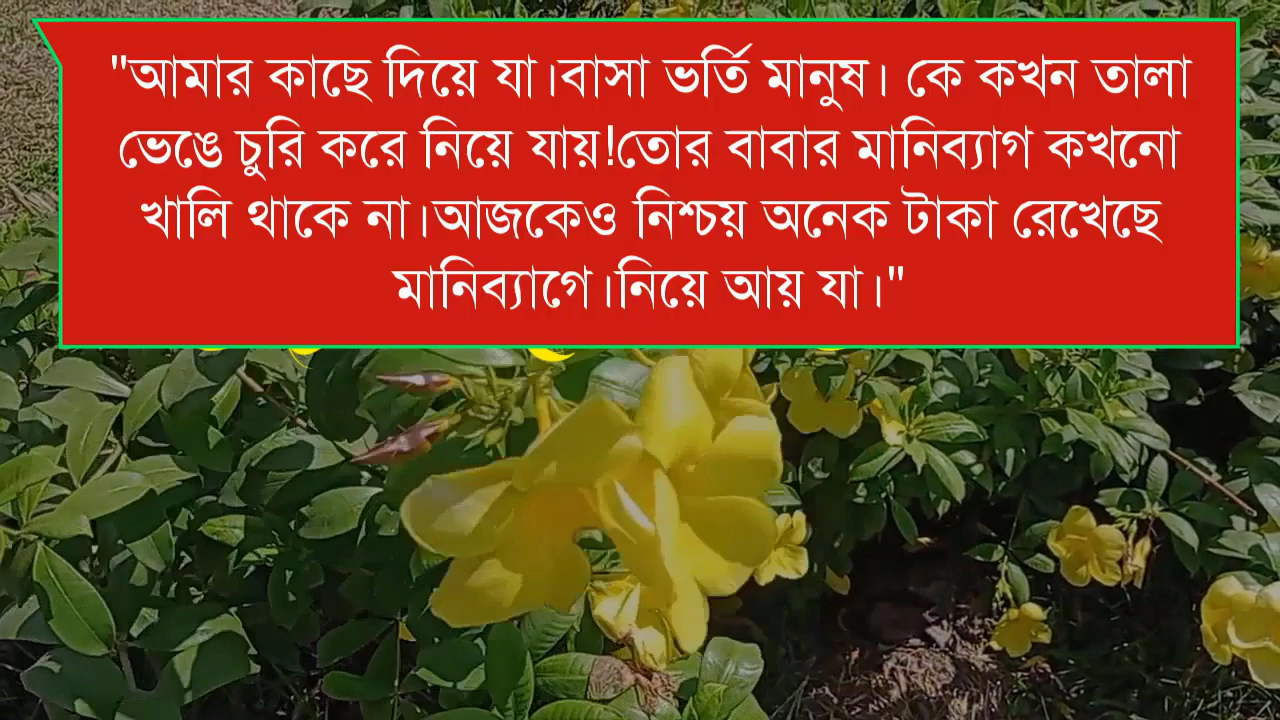 "আমার কাছে দিয়ে যা।বাসা ভর্তি মানুষ। কে কখন তালা
ভেঙে চুরি করে নিয়ে যায়!তোর বাবার মানিব্যাগ কখনো
খালি থাকে না।আজকেও নিশ্চয় অনেক টাকা রেখেছে
মানিব্যাগে।নিয়ে আয় যা।"